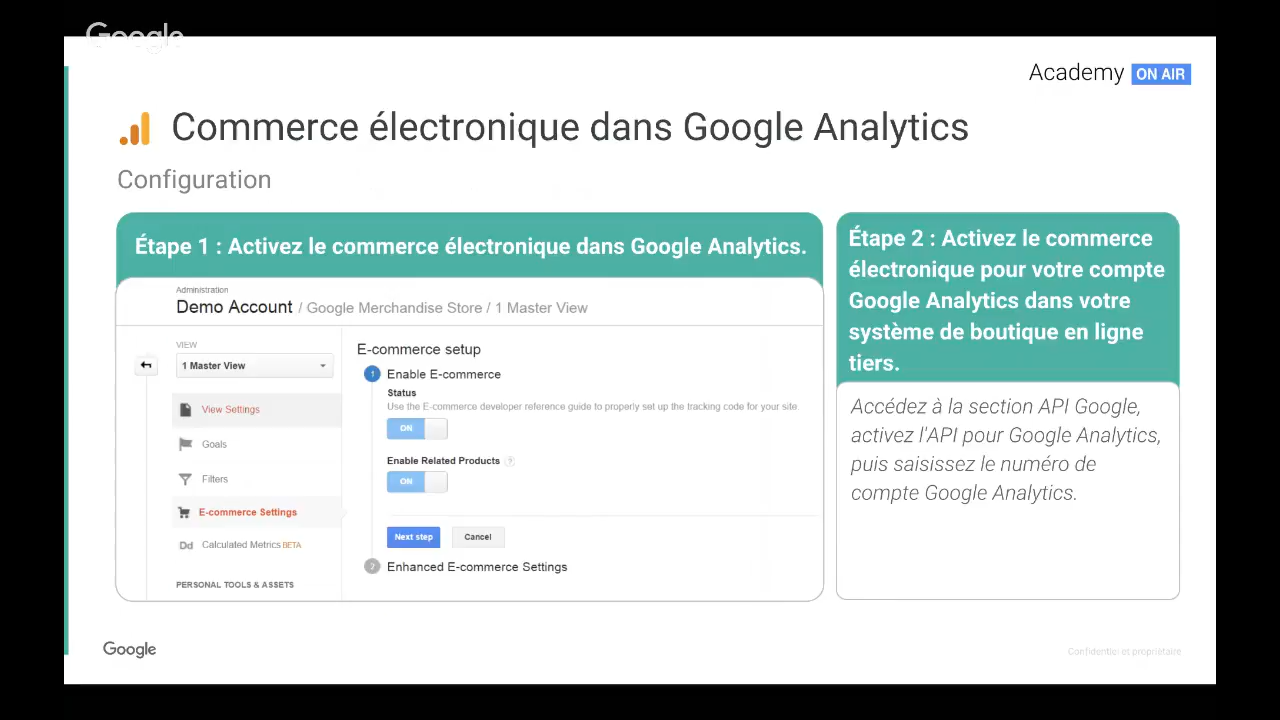 Google
Academy ON AIR
Commerce électronique dans Google Analytics
Configuration
Étape 1 : Activez le commerce électronique dans Google Analytics.
Administration
Demo Account / Google Merchandise Store / 1 Master View
VIEW
1 Master View
View Settings
Goals
Filters
E-commerce Settings
Dd Calculated Metrics BETA
PERSONAL TOOLS & ASSETS
E-commerce setup
1 Enable E-commerce
Status
Use the E-commerce developer reference guide to properly set up the tracking code for your site
ON
Enable Related Products ?
ON
Next step Cancel
2 Enhanced E-commerce Settings
Étape 2 : Activez le commerce
électronique pour votre compte
Google Analytics dans votre
système de boutique en ligne
tiers.
Accédez à la section API Google,
activez l'API pour Google Analytics,
puis saisissez le numéro de
compte Google Analytics.
Google
Confidentiel et propriétaire